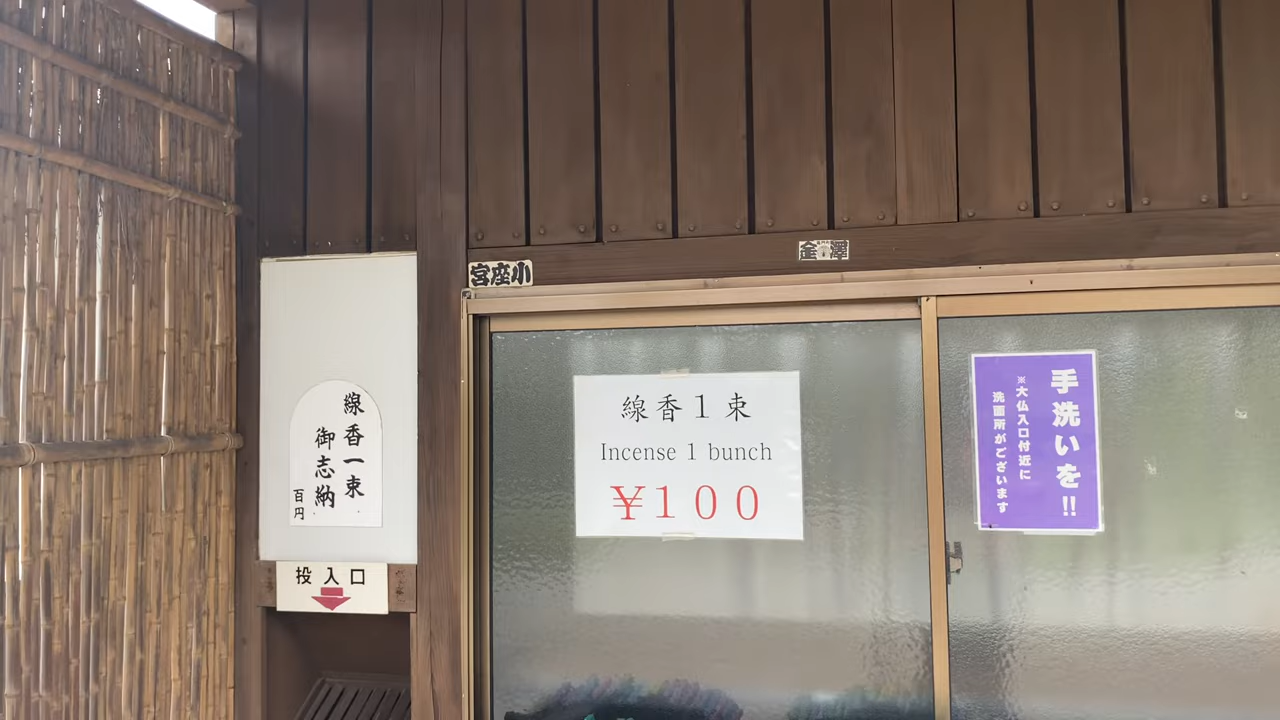 線香一束
御志納
百円
投入口
宮座小
金澤
線香1束
Incense 1 bunch
¥100
手洗いを!!
※大仏入口付近に
洗面所がございます